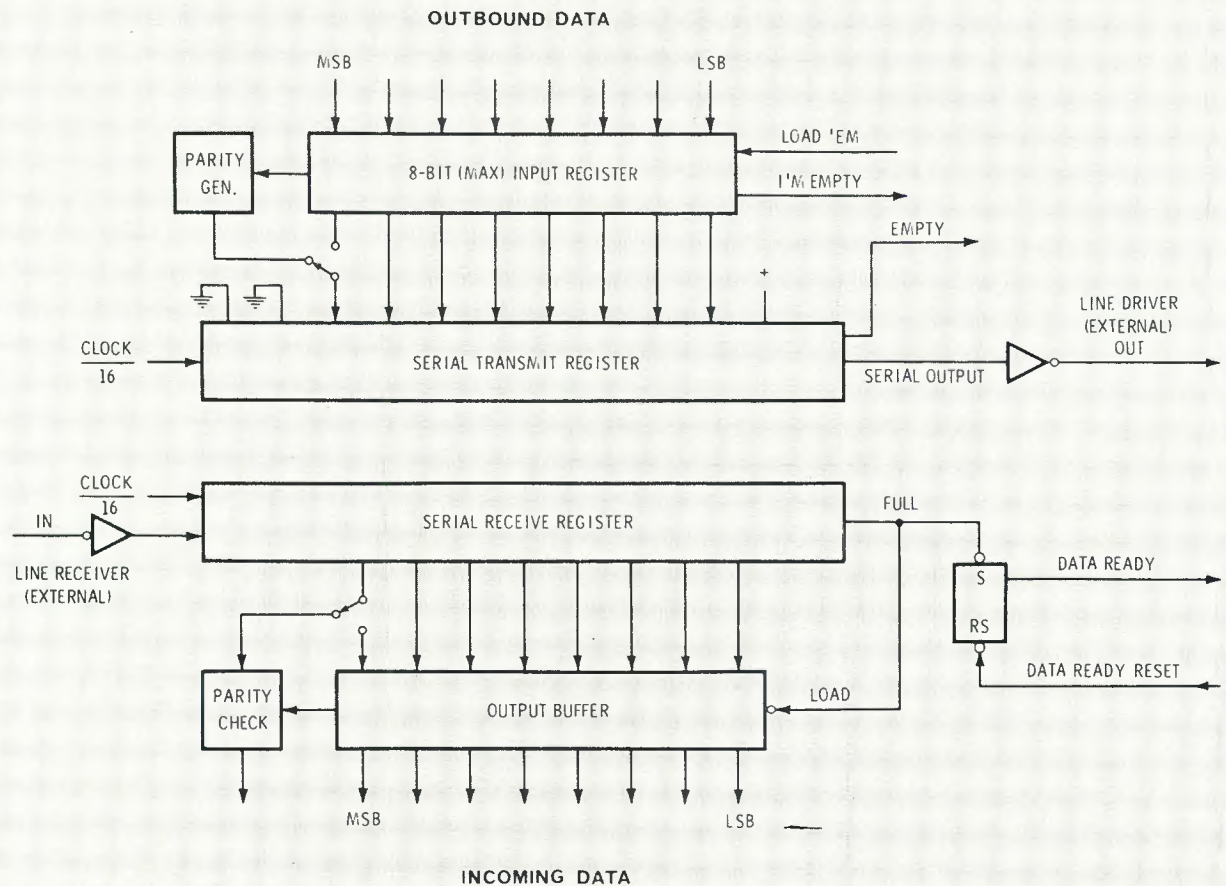 OUTBOUND DATA
MSB
LSB
PARITY
GEN.
8-BIT (MAX) INPUT REGISTER
LOAD 'EM
I'M EMPTY
EMPTY
+
CLOCK
16
SERIAL TRANSMIT REGISTER
SERIAL OUTPUT
LINE DRIVER
(EXTERNAL)
OUT
CLOCK
16
IN
LINE RECEIVER
(EXTERNAL)
SERIAL RECEIVE REGISTER
FULL
S
RS
DATA READY
DATA READY RESET
PARITY
CHECK
OUTPUT BUFFER
LOAD
MSB
LSB
INCOMING DATA